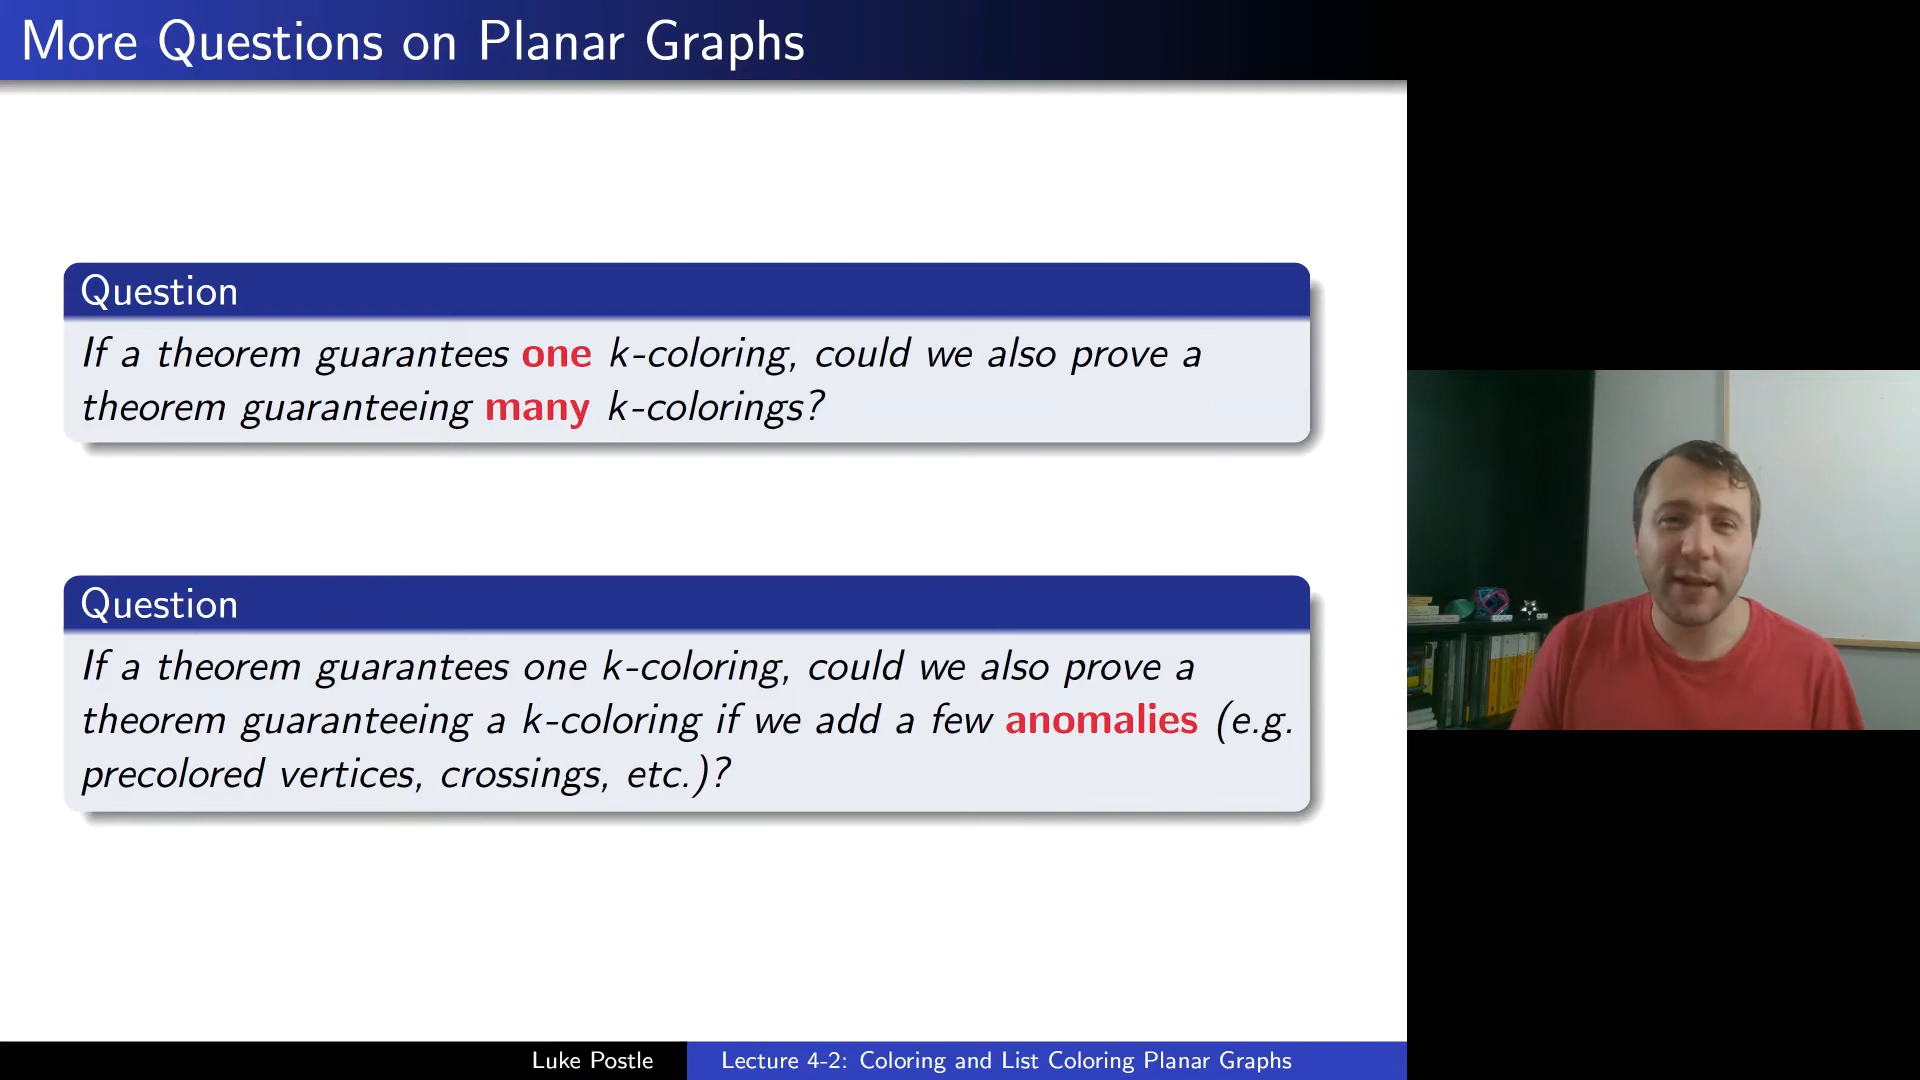 More Questions on Planar Graphs
Question
If a theorem guarantees one k-coloring, could we also prove a
theorem guaranteeing many k-colorings?
Question
If a theorem guarantees one k-coloring, could we also prove a
theorem guaranteeing a k-coloring if we add a few anomalies (e.g.
precolored vertices, crossings, etc.)?
Luke Postle
Lecture 4-2: Coloring and List Coloring Planar Graphs